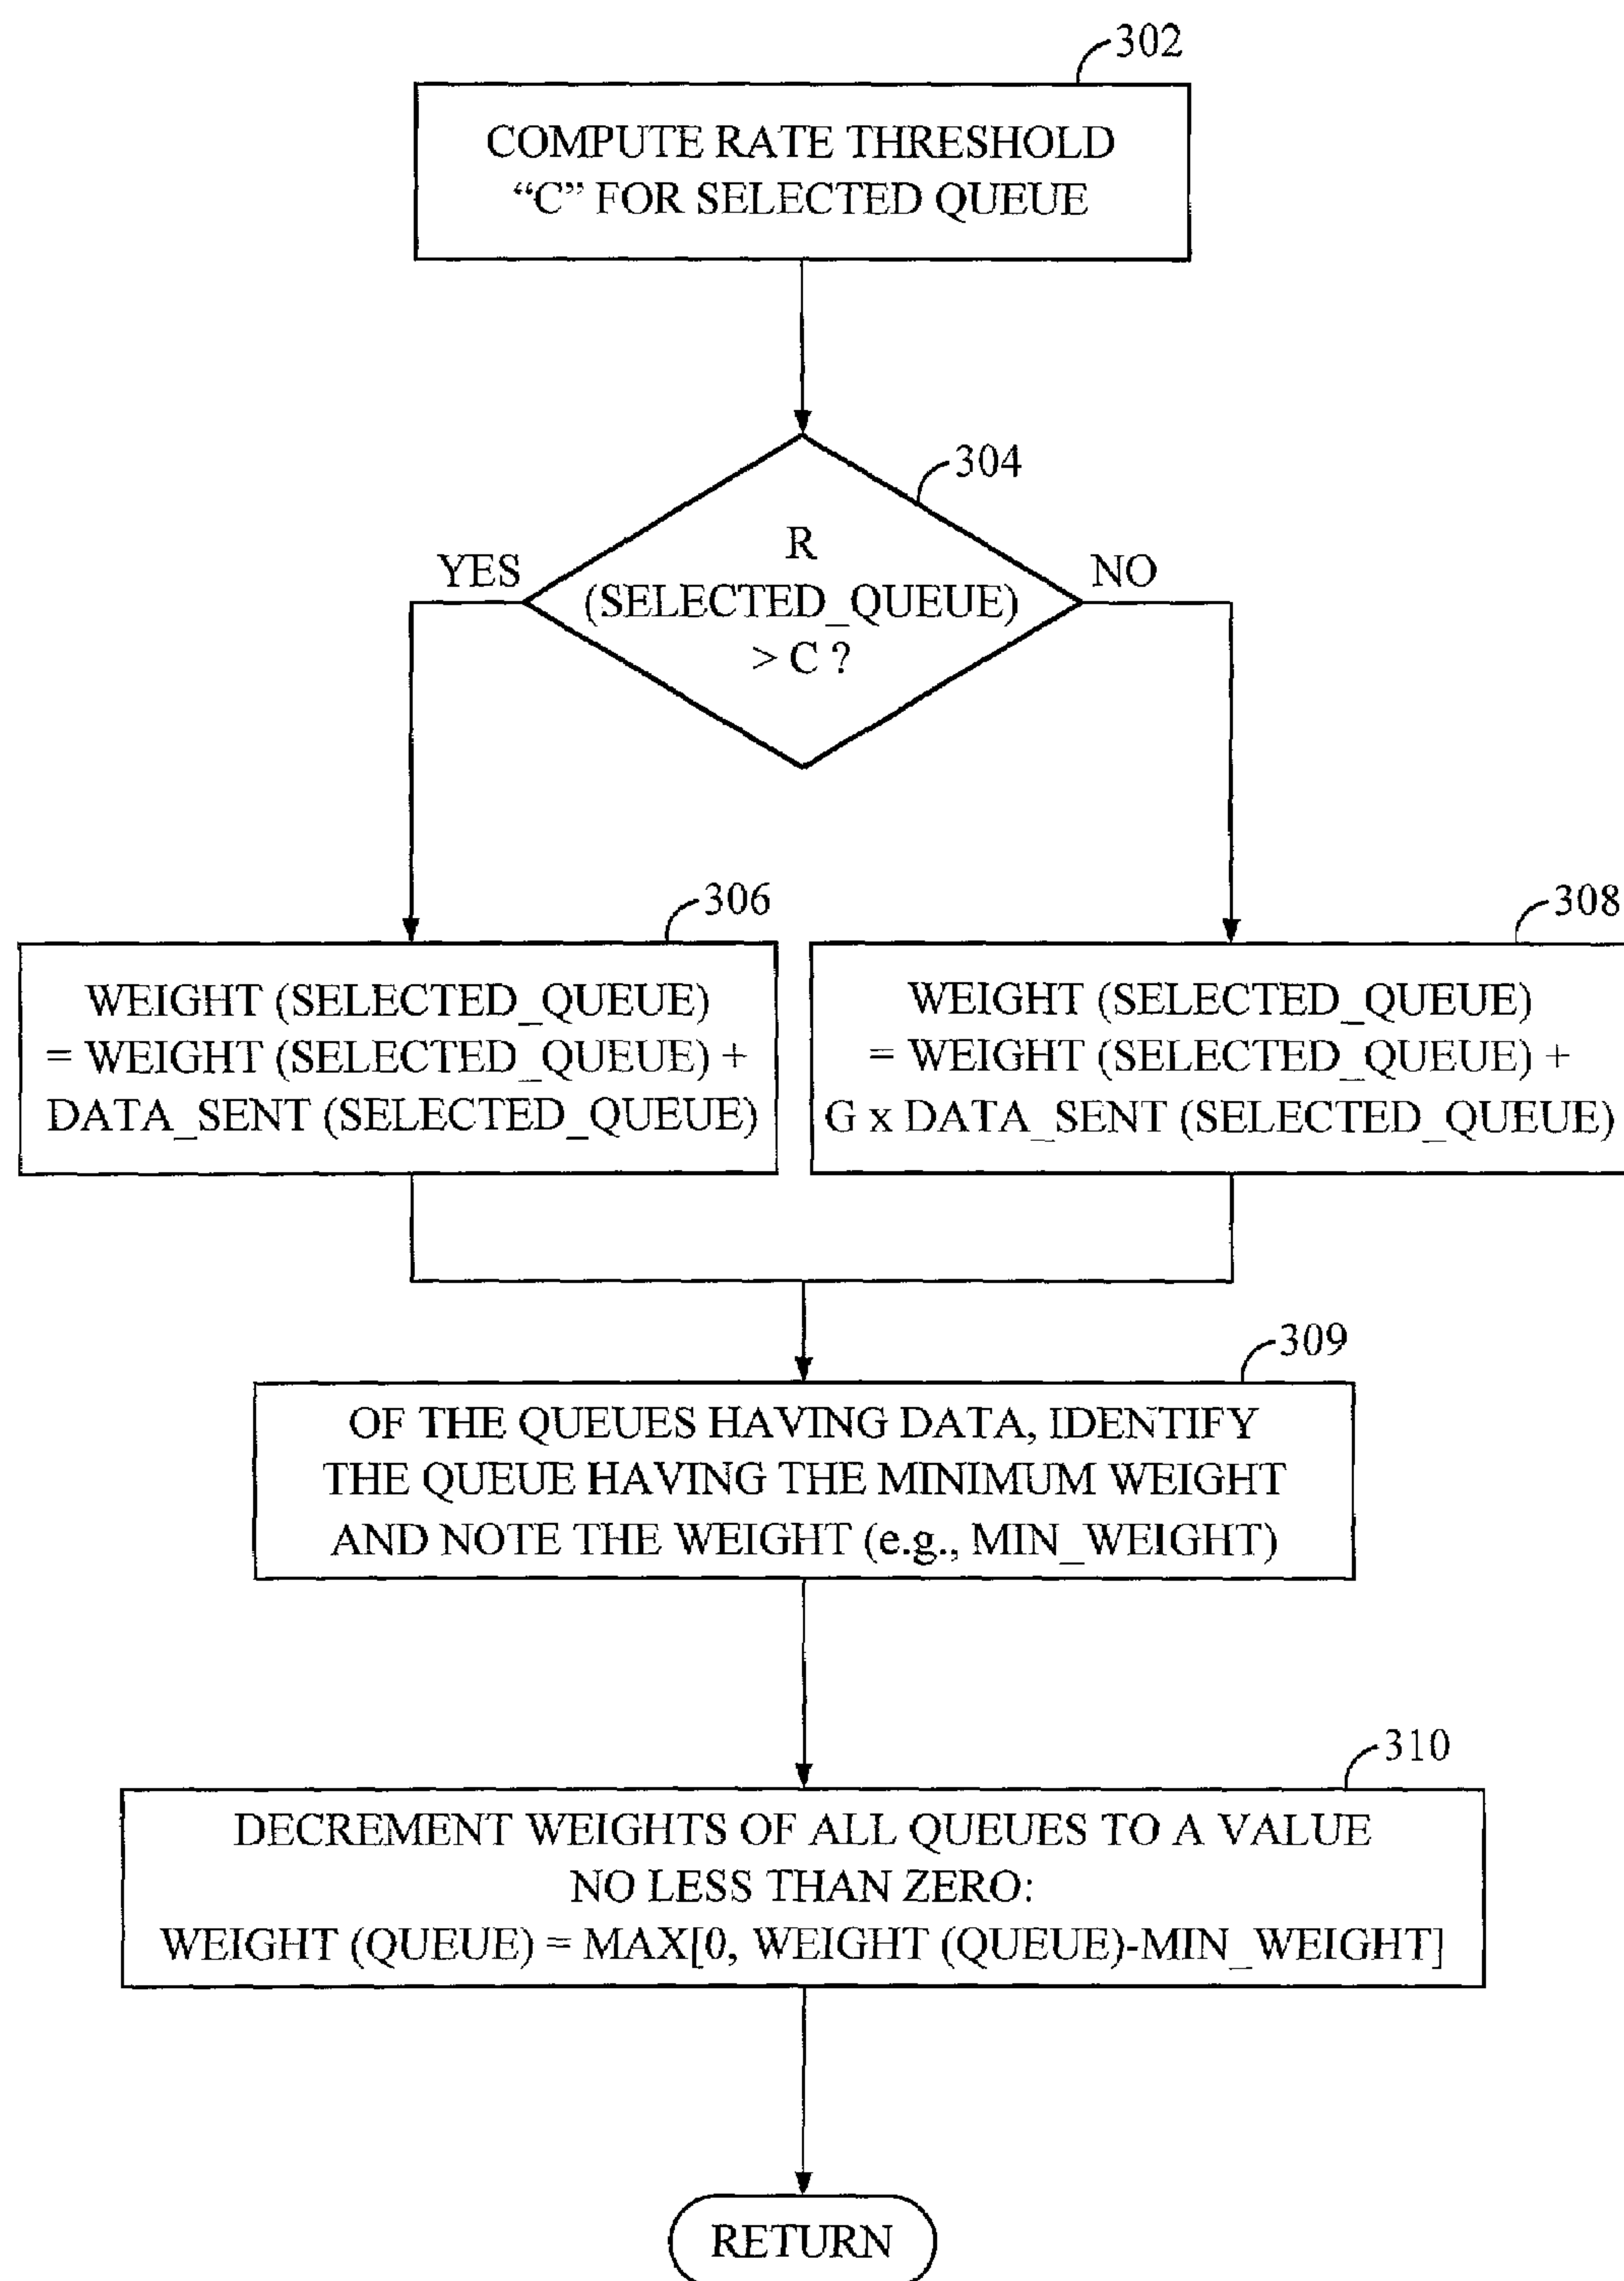 302
COMPUTE RATE THRESHOLD
“C” FOR SELECTED QUEUE
304
R
(SELECTED_QUEUE)
> C ?
YES
NO
306
WEIGHT (SELECTED_QUEUE)
= WEIGHT (SELECTED_QUEUE) +
DATA_SENT (SELECTED_QUEUE)
308
WEIGHT (SELECTED_QUEUE)
= WEIGHT (SELECTED_QUEUE) +
G x DATA_SENT (SELECTED_QUEUE)
309
OF THE QUEUES HAVING DATA, IDENTIFY
THE QUEUE HAVING THE MINIMUM WEIGHT
AND NOTE THE WEIGHT (e.g., MIN_WEIGHT)
310
DECREMENT WEIGHTS OF ALL QUEUES TO A VALUE
NO LESS THAN ZERO:
WEIGHT (QUEUE) = MAX[0, WEIGHT (QUEUE)-MIN_WEIGHT]
RETURN